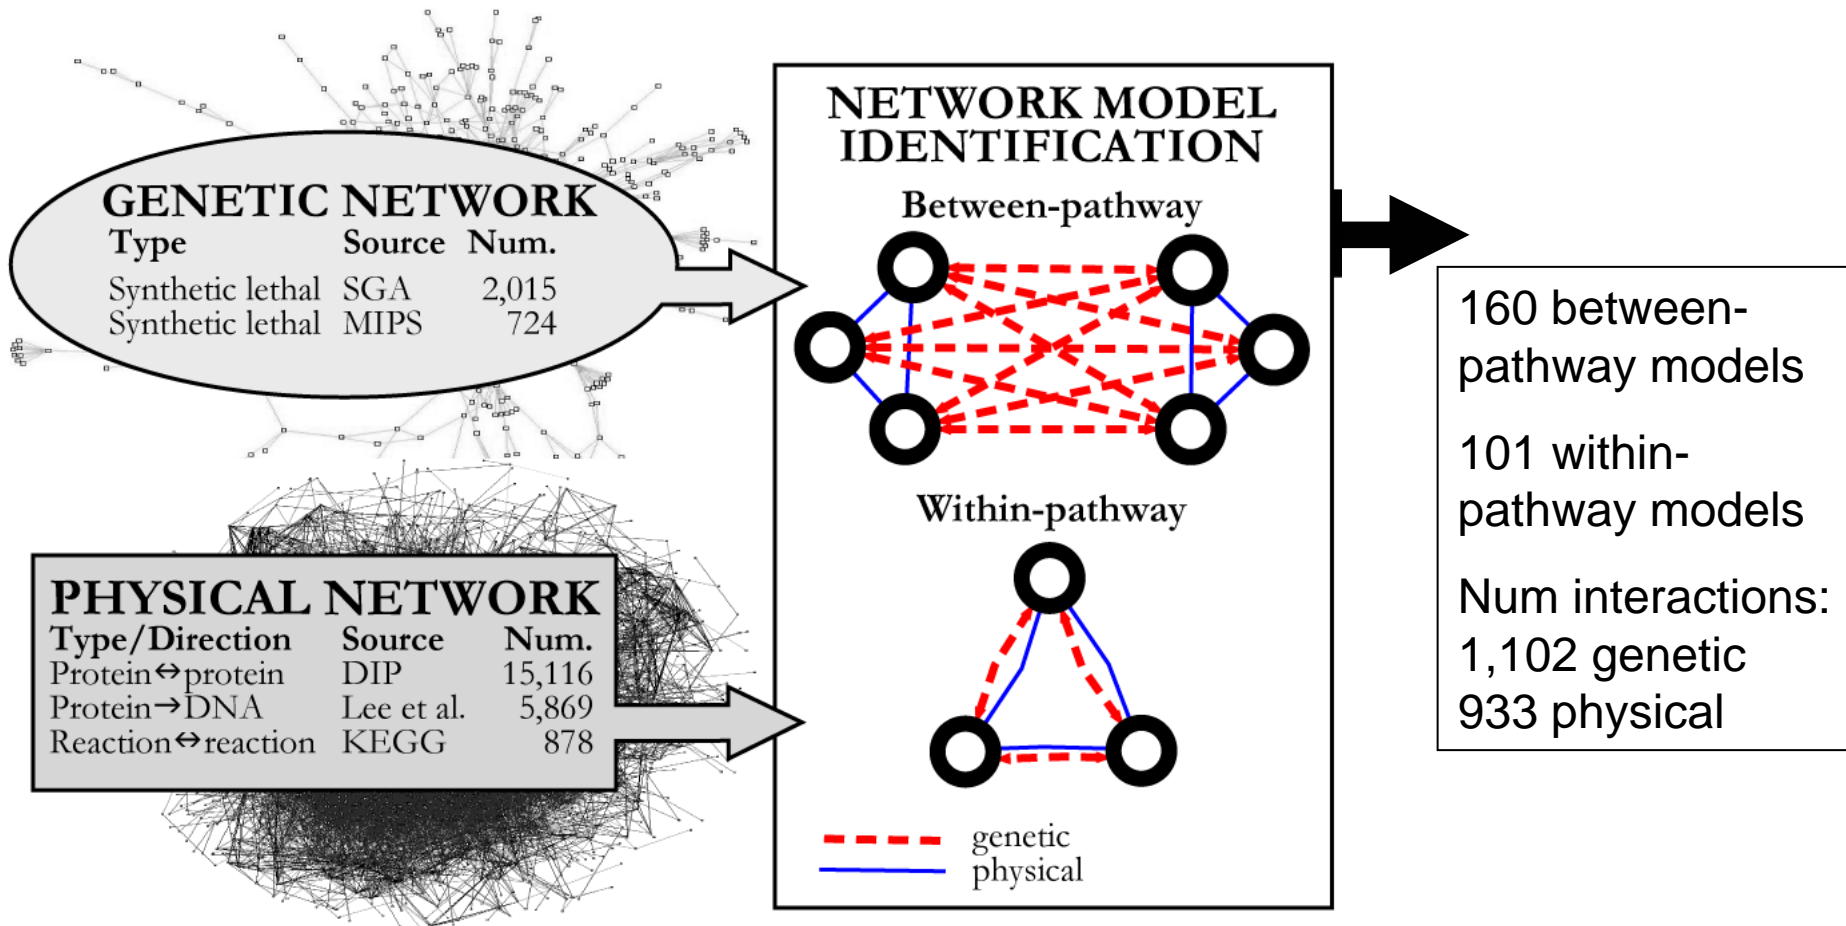 GENETIC NETWORK
Type Source Num.
Synthetic lethal SGA 2,015
Synthetic lethal MIPS 724
PHYSICAL NETWORK
Type/Direction Source Num.
Protein↔protein DIP 15,116
Protein→DNA Lee et al. 5,869
Reaction↔reaction KEGG 878
NETWORK MODEL
IDENTIFICATION
Between-pathway
Within-pathway
genetic
physical
160 between-
pathway models
101 within-
pathway models
Num interactions:
1,102 genetic
933 physical